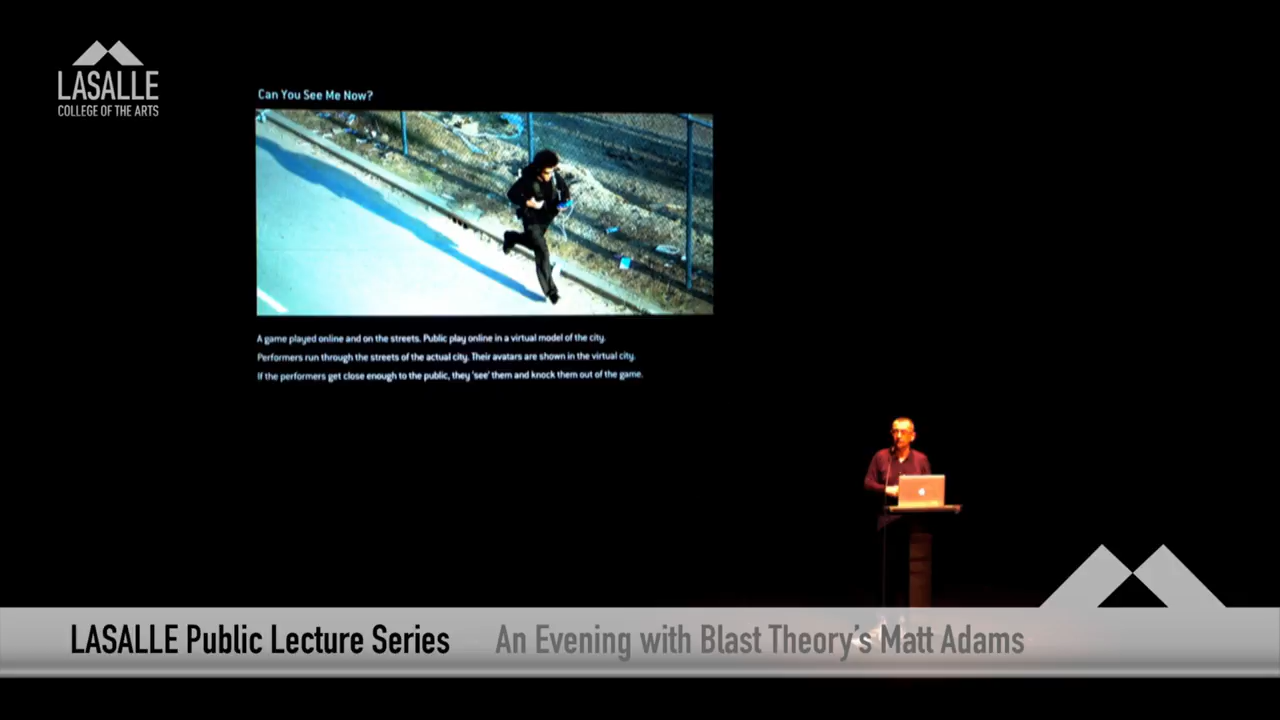 LASALLE
COLLEGE OF THE ARTS
Can You See Me Now?
A game played online and on the streets. Public play online in a virtual model of the city.
Performers run through the streets of the actual city. Their avatars are shown in the virtual city.
If the performers get close enough to the public, they 'see' them and knock them out of the game.
LASALLE Public Lecture Series An Evening with Blast Theory's Matt Adams